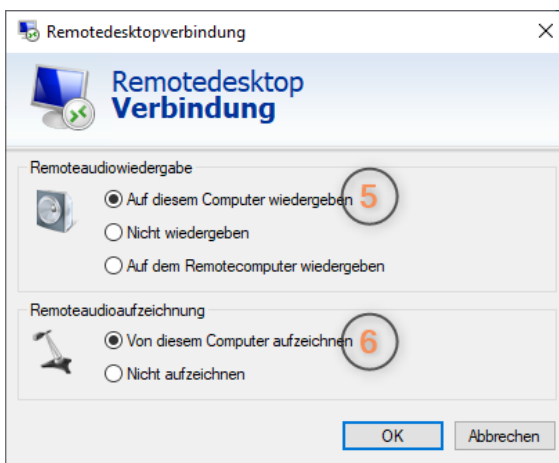 Remotedesktopverbindung
Remotedesktop
Verbindung
Remoteaudiowiedergabe
Auf diesem Computer wiedergeben 5
Nicht wiedergeben
Auf dem Remotecomputer wiedergeben
Remoteaudioaufzeichnung
Von diesem Computer aufzeichnen 6
Nicht aufzeichnen
OK Abbrechen